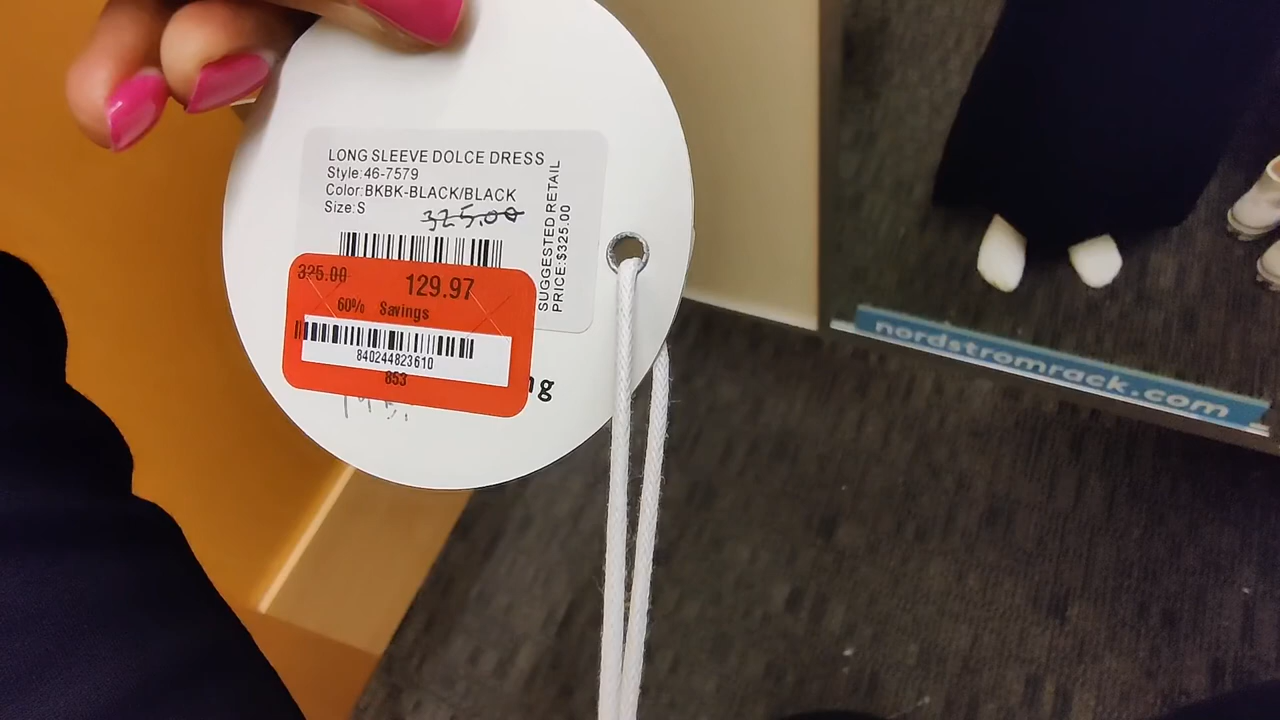 LONG SLEEVE DOLCE DRESS
Style:46-7579
Color:BKBK-BLACK/BLACK
Size:S
325.00
SUGGESTED RETAIL
PRICE:$325.00
325.00 129.97
60% Savings
840244823610
853
g
nordstromrack.com